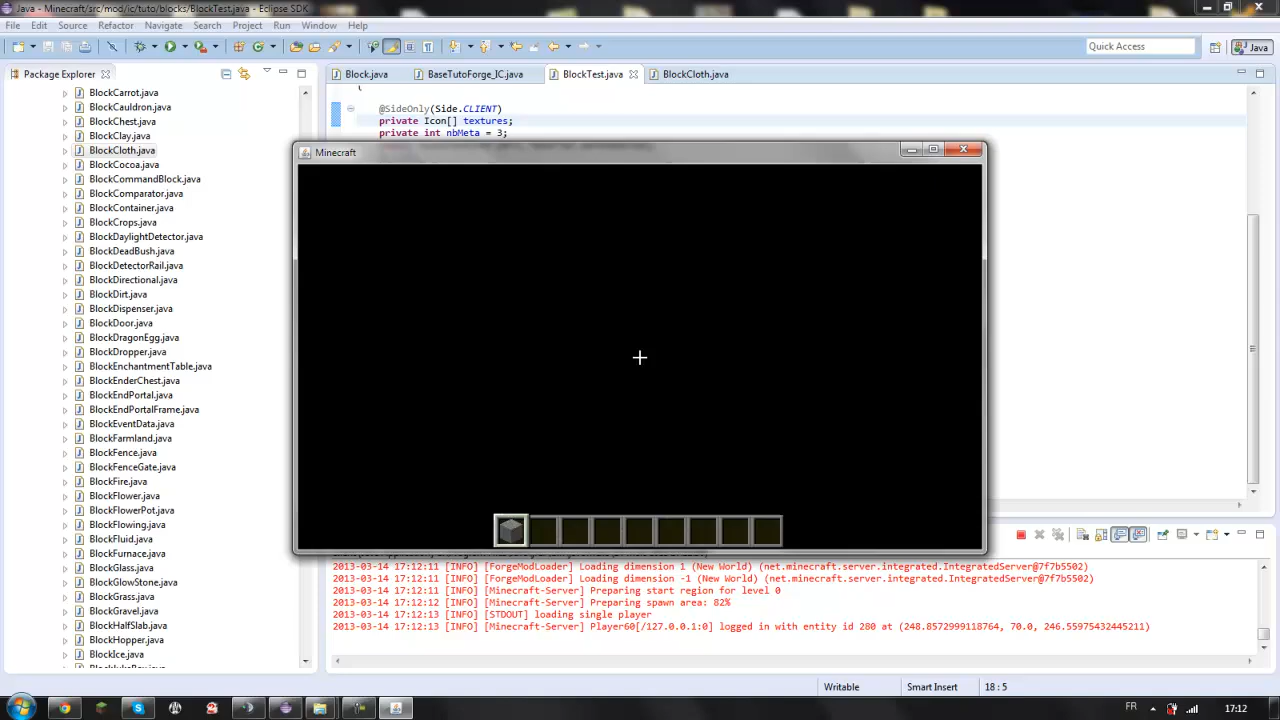 Java - Minecraft/src/mod/ic/tuto/blocks/BlockTest.java - Eclipse SDK
File Edit Source Refactor Navigate Search Project Run Window Help
Quick Access
Java
Package Explorer
Block.java BaseTutoForge_IC.java BlockTest.java BlockCloth.java
BlockCarrot.java
BlockCauldron.java
BlockChest.java
BlockClay.java
BlockCloth.java
BlockCocoa.java
BlockCommandBlock.java
BlockComparator.java
BlockContainer.java
BlockCrops.java
BlockDaylightDetector.java
BlockDeadBush.java
BlockDetectorRail.java
BlockDirectional.java
BlockDirt.java
BlockDispenser.java
BlockDoor.java
BlockDragonEgg.java
BlockDropper.java
BlockEnchantmentTable.java
BlockEnderChest.java
BlockEndPortal.java
BlockEndPortalFrame.java
BlockEventData.java
BlockFarmland.java
BlockFence.java
BlockFenceGate.java
BlockFire.java
BlockFlower.java
BlockFlowerPot.java
BlockFlowing.java
BlockFluid.java
BlockFurnace.java
BlockGlass.java
BlockGlowStone.java
BlockGrass.java
BlockGravel.java
BlockHalfSlab.java
BlockHopper.java
BlockIce.java
{
@SideOnly(Side.CLIENT)
private Icon[] textures;
private int nbMeta = 3;
Minecraft
2013-03-14 17:12:11 [INFO] [ForgeModLoader] Loading dimension 1 (New World) (net.minecraft.server.integrated.IntegratedServer@7f7b5502)
2013-03-14 17:12:11 [INFO] [ForgeModLoader] Loading dimension -1 (New World) (net.minecraft.server.integrated.IntegratedServer@7f7b5502)
2013-03-14 17:12:11 [INFO] [Minecraft-Server] Preparing start region for level 0
2013-03-14 17:12:12 [INFO] [Minecraft-Server] Preparing spawn area: 82%
2013-03-14 17:12:13 [INFO] [STDOUT] loading single player
2013-03-14 17:12:13 [INFO] [Minecraft-Server] Player60[/127.0.0.1:0] logged in with entity id 280 at (248.8572999118764, 70.0, 246.55975432445211)
Writable Smart Insert 18 : 5
FR 17:12